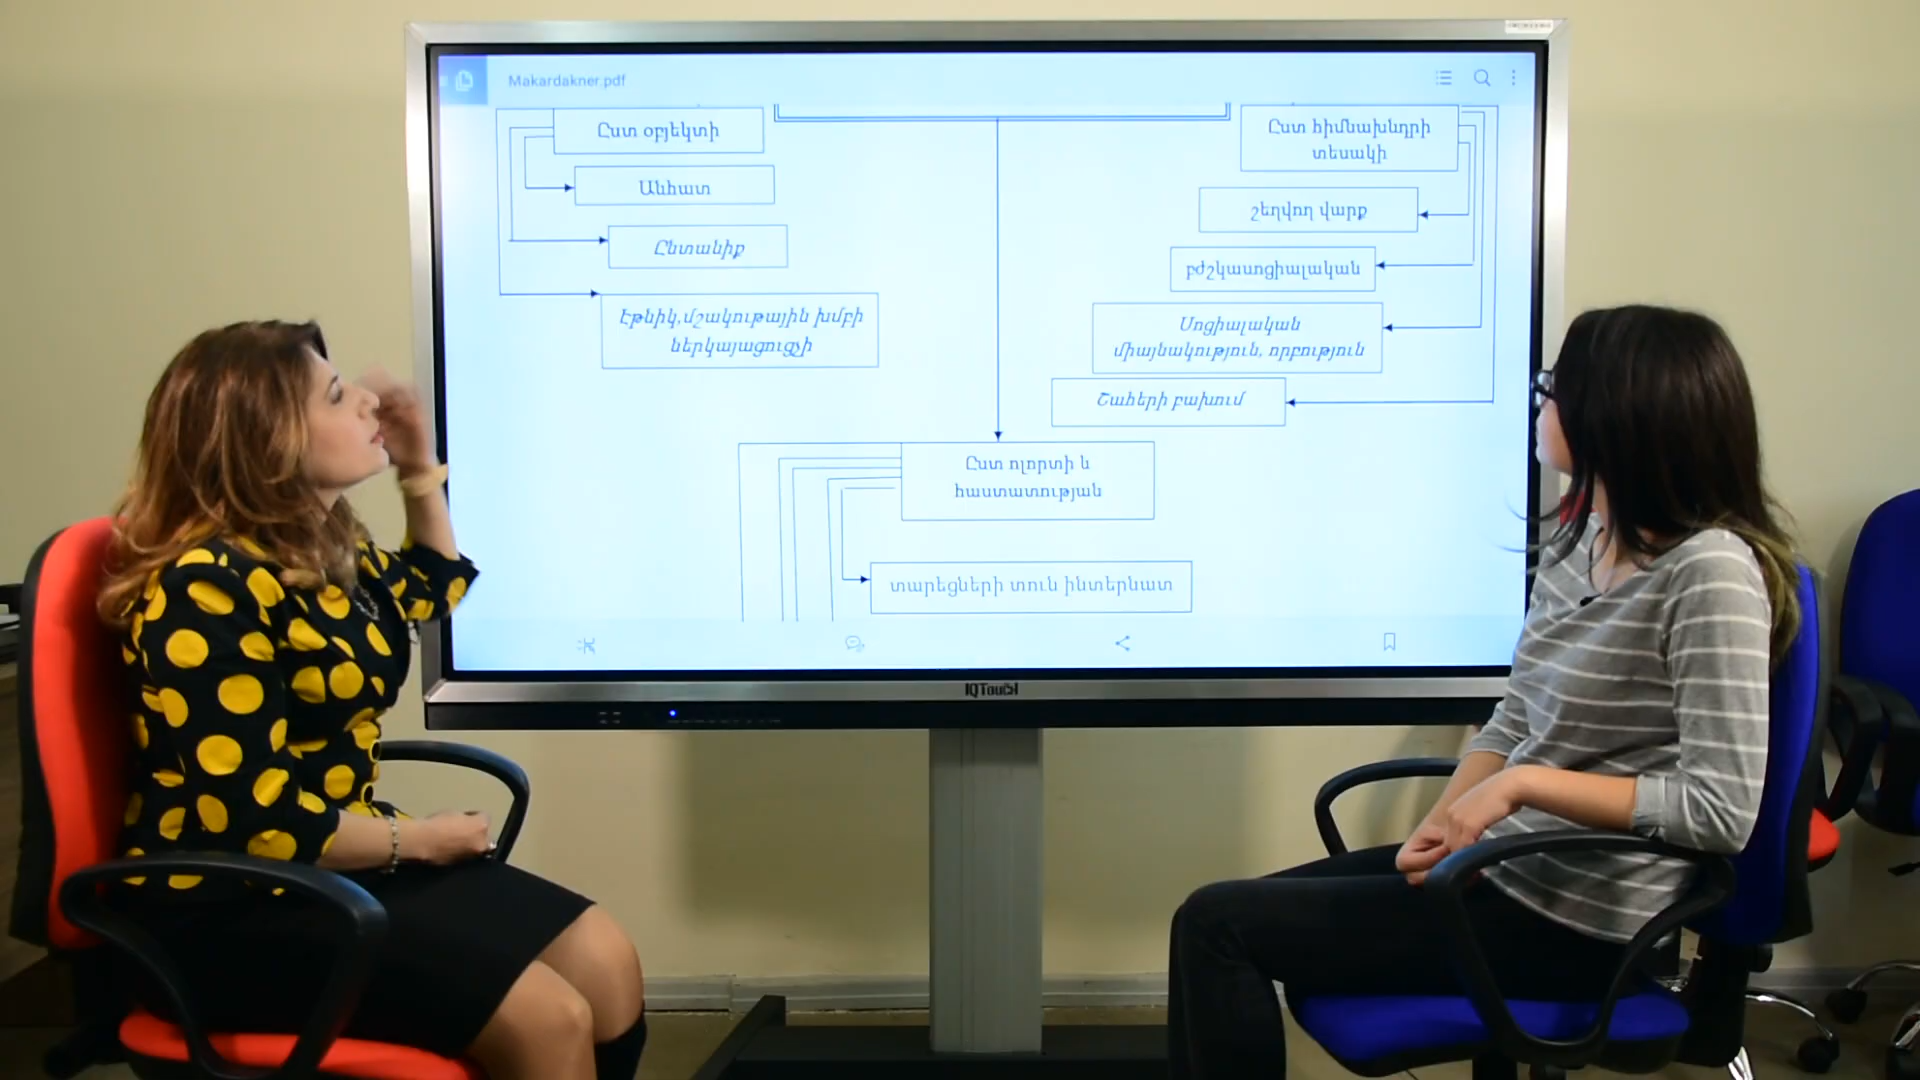 Makardakner.pdf
Ըստ օբյեկտի
Անհատ
Ընտանիք
Էթնիկ,մշակութային խմբի
ներկայացուցչի
Ըստ հիմնախնդրի
տեսակի
շեղվող վարք
բժշկասոցիալական
Սոցիալական
միայնակություն, որբություն
Շահերի բախում
Ըստ ոլորտի և
հաստատության
տարեցների տուն ինտերնատ
IQTouch